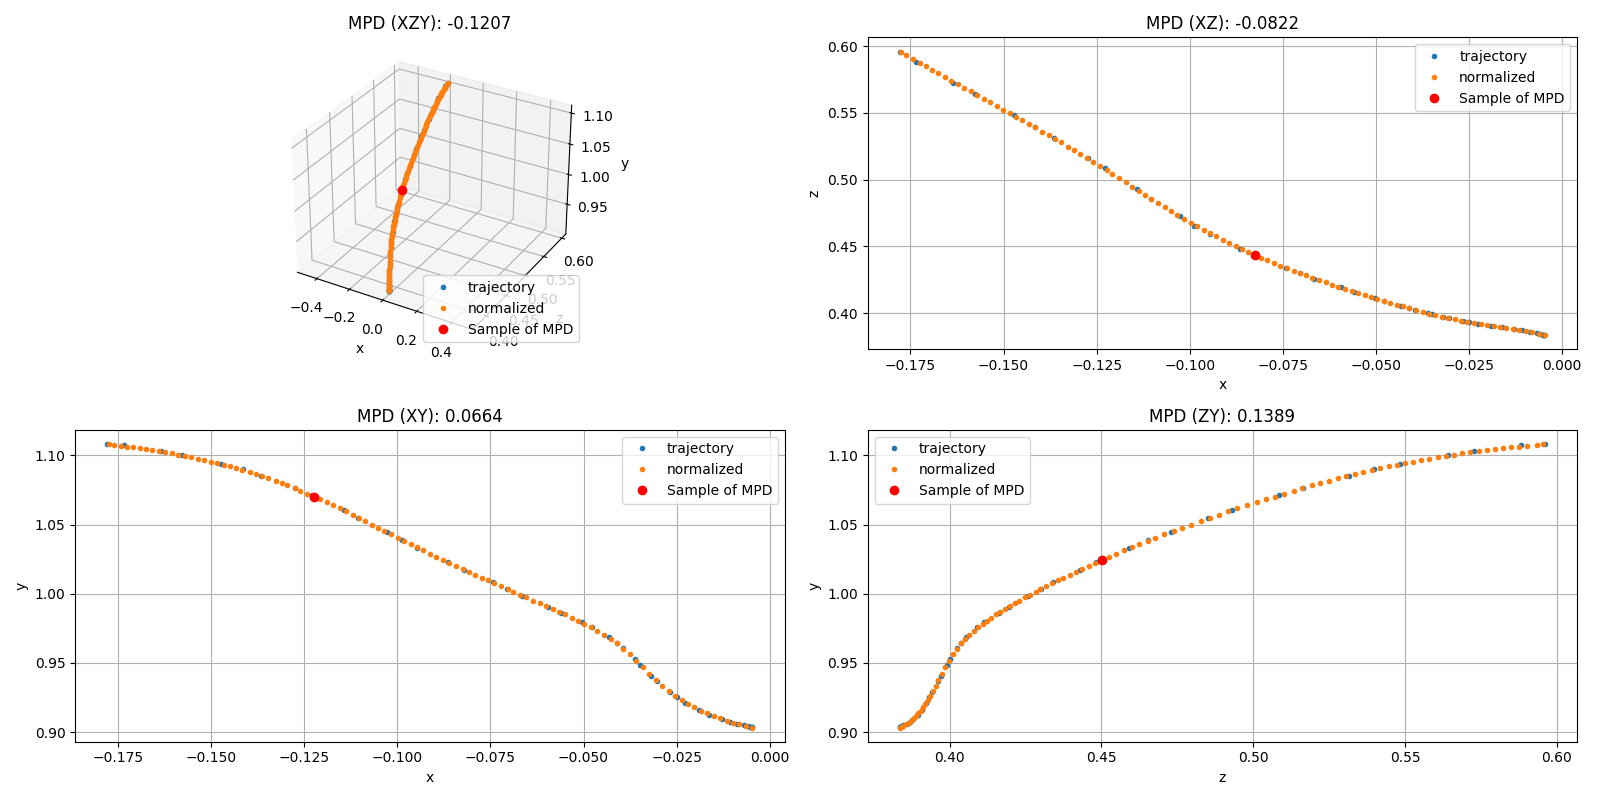 MPD (XZY): -0.1207
1.10
1.05
y
1.00
0.95
0.60
0.55
0.50
z
0.45
0.40
−0.4
−0.2
0.0
0.2
0.4
x
trajectory
normalized
Sample of MPD
MPD (XZ): -0.0822
0.60
0.55
0.50
z
0.45
0.40
trajectory
normalized
Sample of MPD
−0.175 −0.150 −0.125 −0.100 −0.075 −0.050 −0.025 0.000
x
MPD (XY): 0.0664
1.10
1.05
1.00
y
0.95
0.90
trajectory
normalized
Sample of MPD
−0.175 −0.150 −0.125 −0.100 −0.075 −0.050 −0.025 0.000
x
MPD (ZY): 0.1389
trajectory
normalized
Sample of MPD
1.10
1.05
1.00
y
0.95
0.90
0.40 0.45 0.50 0.55 0.60
z